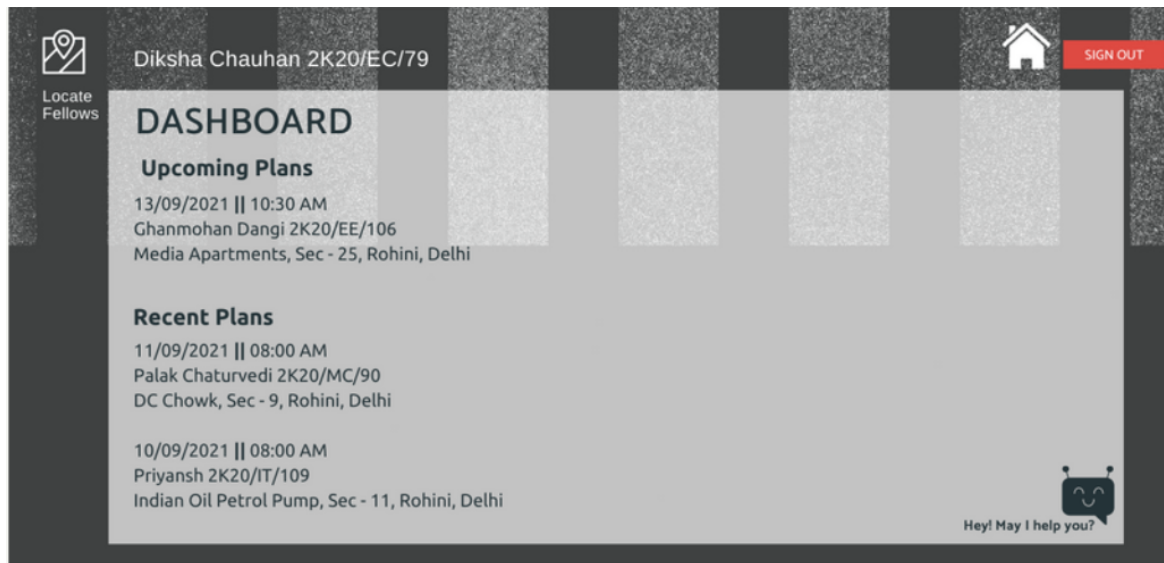 Diksha Chauhan 2K20/EC/79
SIGN OUT
Locate
Fellows
DASHBOARD
Upcoming Plans
13/09/2021 || 10:30 AM
Ghanmohan Dangi 2K20/EE/106
Media Apartments, Sec - 25, Rohini, Delhi
Recent Plans
11/09/2021 || 08:00 AM
Palak Chaturvedi 2K20/MC/90
DC Chowk, Sec - 9, Rohini, Delhi
10/09/2021 || 08:00 AM
Priyansh 2K20/IT/109
Indian Oil Petrol Pump, Sec - 11, Rohini, Delhi
Hey! May I help you?